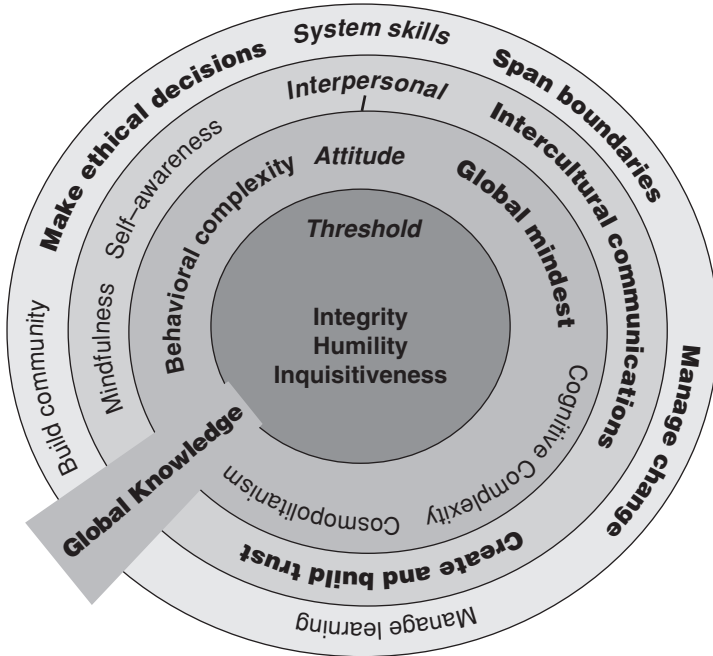 System skills
Make ethical decisions
Span boundaries
Build community
Manage change
Manage learning
Interpersonal
Self–awareness
Intercultural communications
Mindfulness
Create and build trust
Attitude
Behavioral complexity
Global mindest
Cognitive Complexity
Cosmopolitanism
Threshold
Integrity
Humility
Inquisitiveness
Global Knowledge